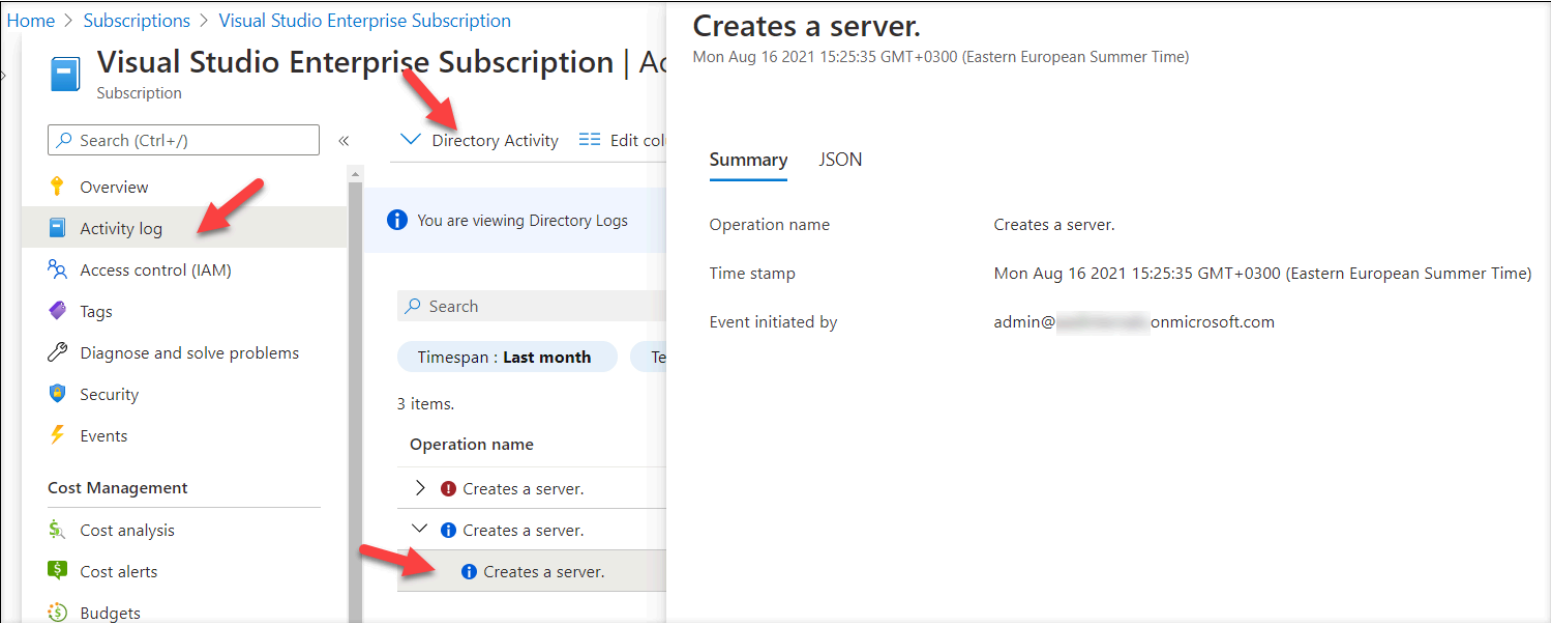 Home > Subscriptions > Visual Studio Enterprise Subscription
Visual Studio Enterprise Subscription | Ac
Subscription
Search (Ctrl+/)
«
Overview
Activity log
Access control (IAM)
Tags
Diagnose and solve problems
Security
Events
Cost Management
Cost analysis
Cost alerts
Budgets
Directory Activity
Edit col
You are viewing Directory Logs
Search
Timespan : Last month
Te
3 items.
Operation name
Creates a server.
Creates a server.
Creates a server.
Creates a server.
Mon Aug 16 2021 15:25:35 GMT+0300 (Eastern European Summer Time)
Summary JSON
Operation name Creates a server.
Time stamp Mon Aug 16 2021 15:25:35 GMT+0300 (Eastern European Summer Time)
Event initiated by admin@ onmicrosoft.com